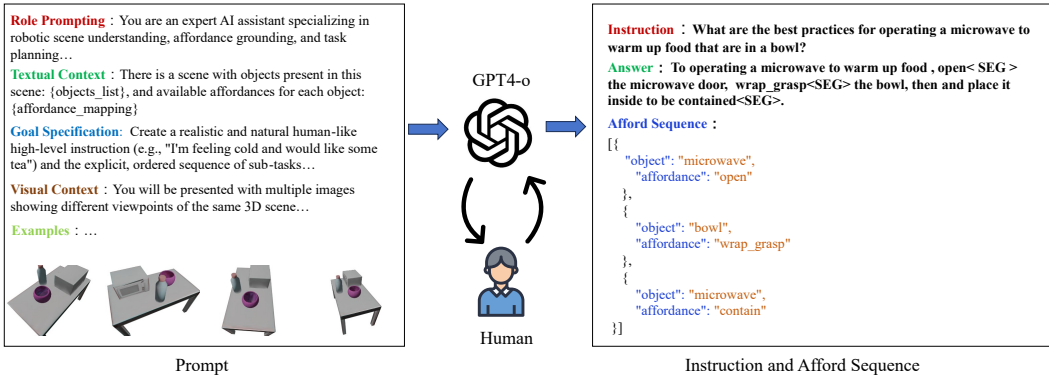 Role Prompting : You are an expert AI assistant specializing in
robotic scene understanding, affordance grounding, and task
planning…
Textual Context : There is a scene with objects present in this
scene: {objects_list}, and available affordances for each object:
{affordance_mapping}
Goal Specification: Create a realistic and natural human-like
high-level instruction (e.g., "I'm feeling cold and would like some
tea") and the explicit, ordered sequence of sub-tasks…
Visual Context : You will be presented with multiple images
showing different viewpoints of the same 3D scene…
Examples : …
Prompt
GPT4-o
Human
Instruction : What are the best practices for operating a microwave to
warm up food that are in a bowl?
Answer : To operating a microwave to warm up food , open< SEG >
the microwave door, wrap_grasp<SEG> the bowl, then and place it
inside to be contained<SEG>.
Afford Sequence :
[{
"object": "microwave",
"affordance": "open"
},
{
"object": "bowl",
"affordance": "wrap_grasp"
},
{
"object": "microwave",
"affordance": "contain"
}]
Instruction and Afford Sequence